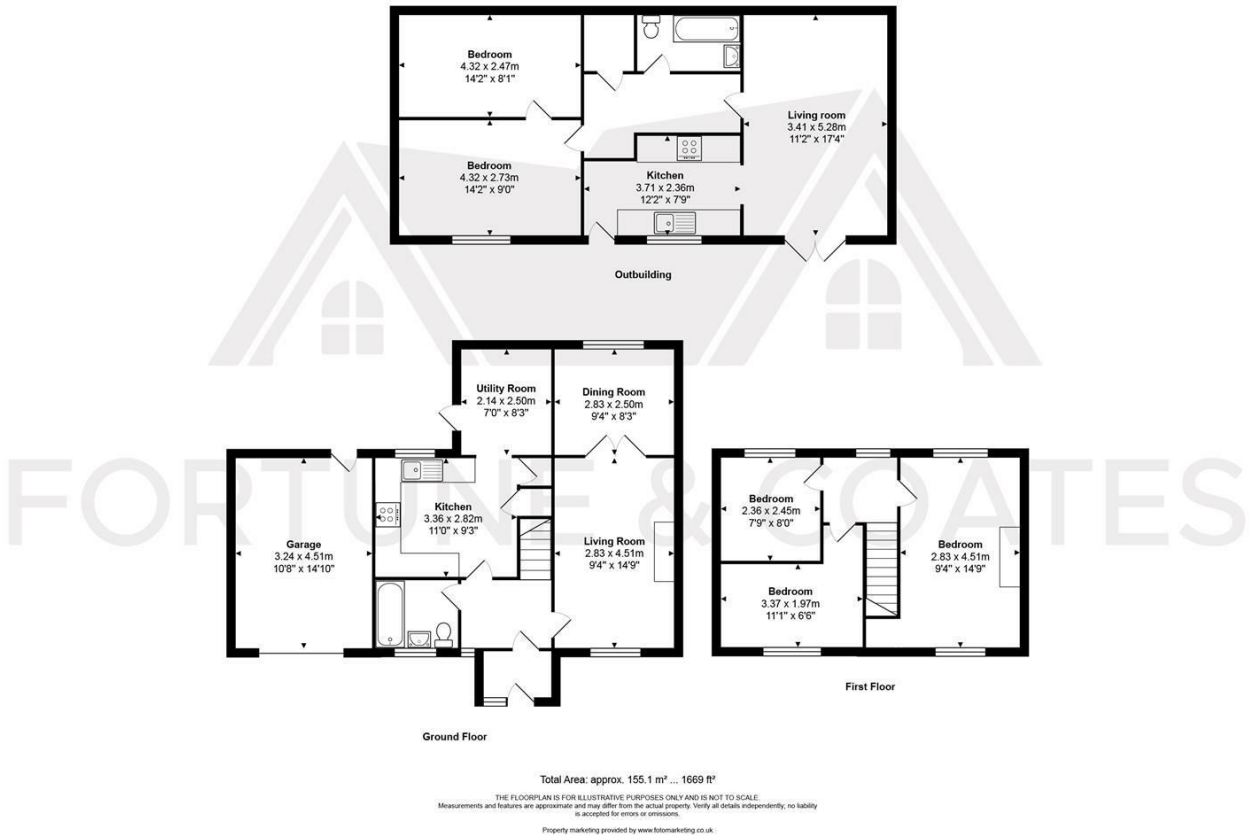 Bedroom
4.32 x 2.47m
14'2" x 8'1"
Bedroom
4.32 x 2.73m
14'2" x 9'0"
Kitchen
3.71 x 2.36m
12'2" x 7'9"
Living room
3.41 x 5.28m
11'2" x 17'4"
Outbuilding
Utility Room
2.14 x 2.50m
7'0" x 8'3"
Dining Room
2.83 x 2.50m
9'4" x 8'3"
FORTUNE & COATES
Garage
3.24 x 4.51m
10'8" x 14'10"
Kitchen
3.36 x 2.82m
11'0" x 9'3"
Living Room
2.83 x 4.51m
9'4" x 14'9"
Ground Floor
Bedroom
2.36 x 2.45m
7'9" x 8'0"
Bedroom
3.37 x 1.97m
11'1" x 6'6"
Bedroom
2.83 x 4.51m
9'4" x 14'9"
First Floor
Total Area: approx. 155.1 m² ... 1669 ft²
THE FLOORPLAN IS FOR ILLUSTRATIVE PURPOSES ONLY AND IS NOT TO SCALE.
Measurements and features are approximate and may differ from the actual property. Verify all details independently; no liability
is accepted for errors or omissions.
Property marketing provided by www.fotomarketing.co.uk